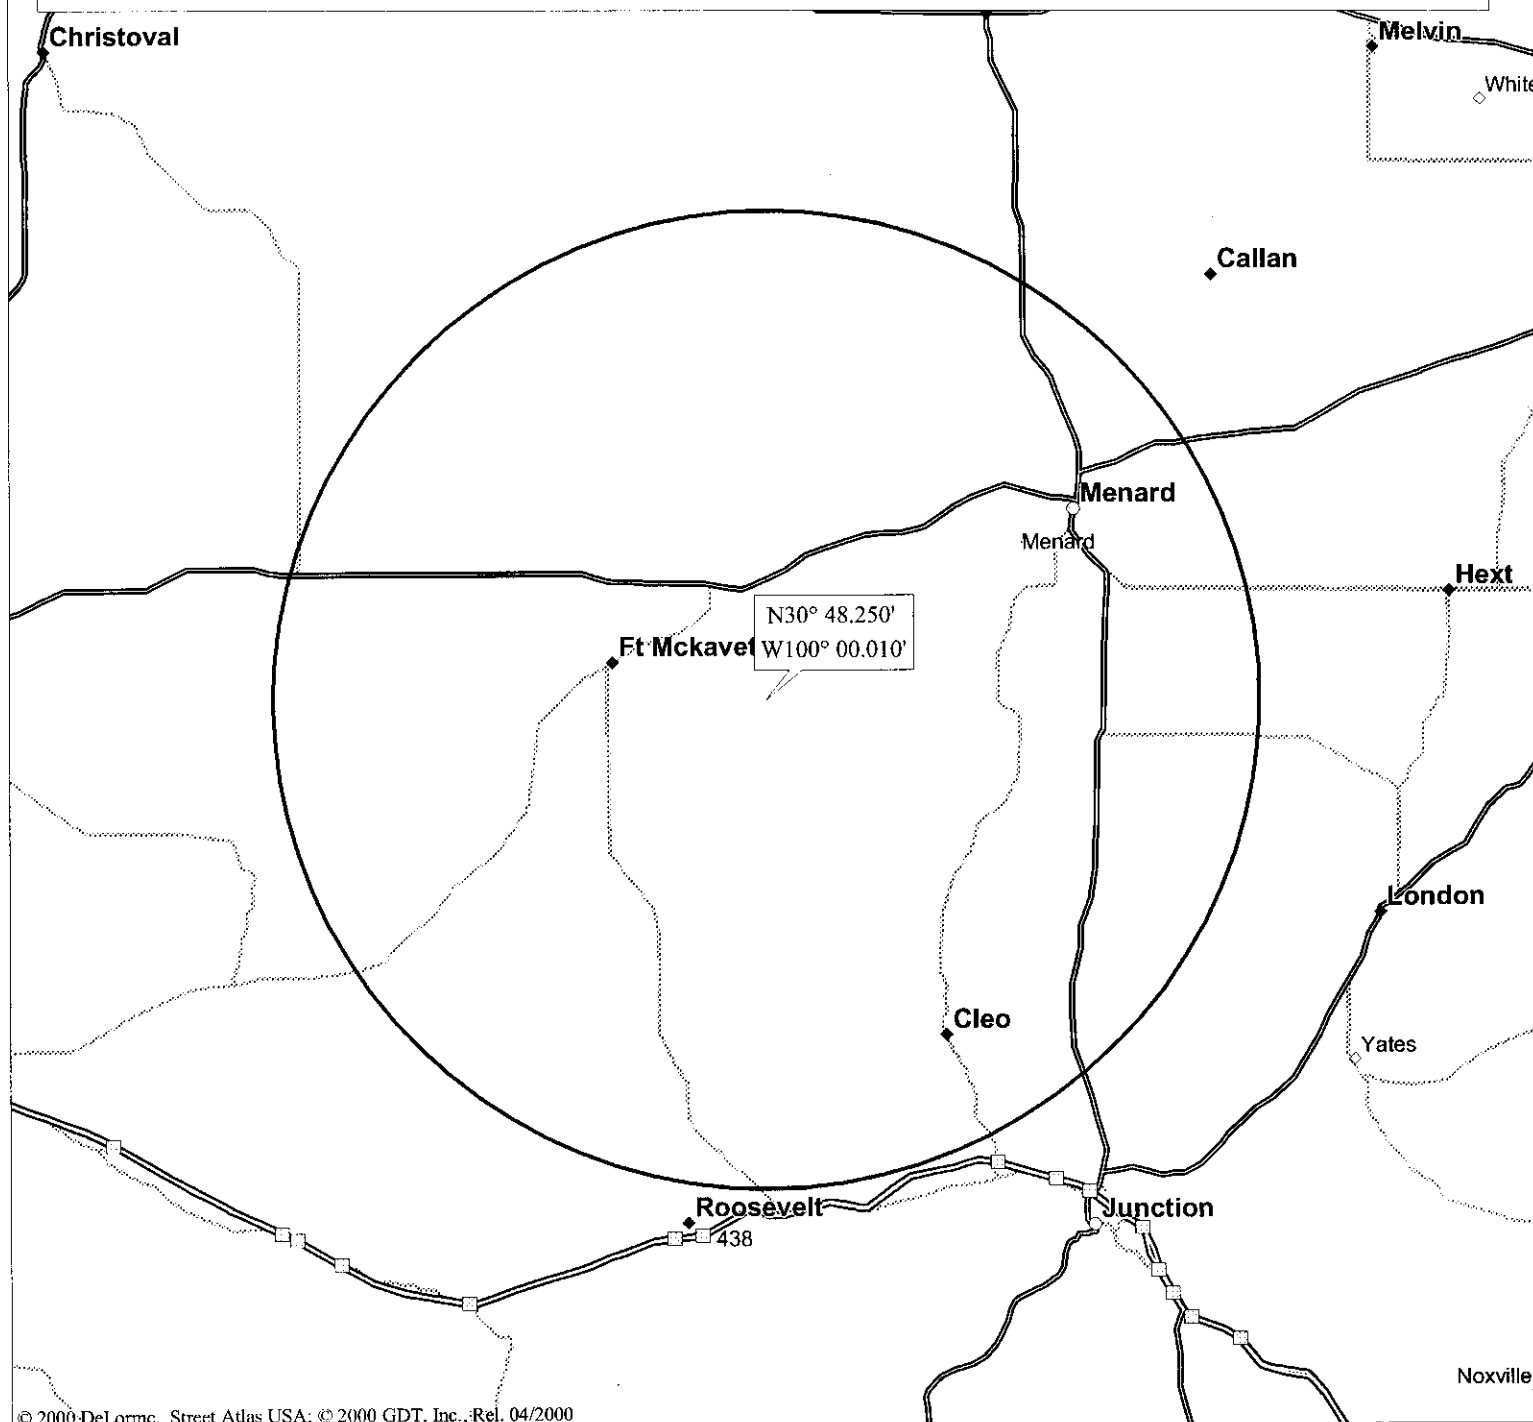 Christoval
Melvin
White
Callan
Menard
Menard
Hext
N30° 48.250'
W100° 00.010'
Ft Mckavet
London
Cleo
Yates
Roosevelt
438
Junction
Noxville
© 2000 DeLorme. Street Atlas USA; © 2000 GDT, Inc., Rel. 04/2000